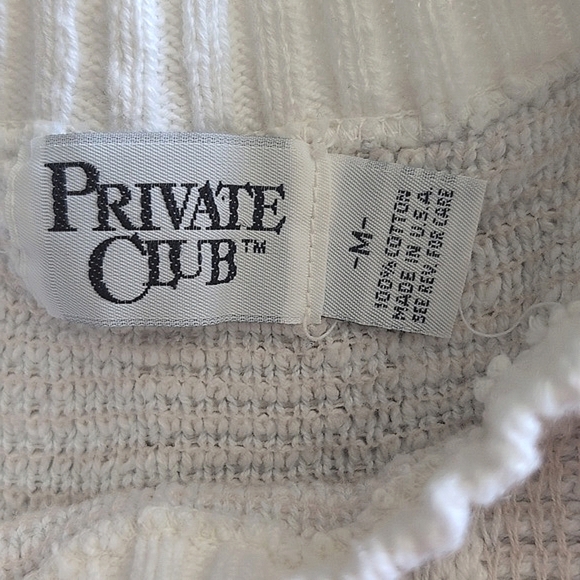 PRIVATE
CLUB™
-M-
100% COTTON
MADE IN U.S.A.
SEE REV. FOR CARE